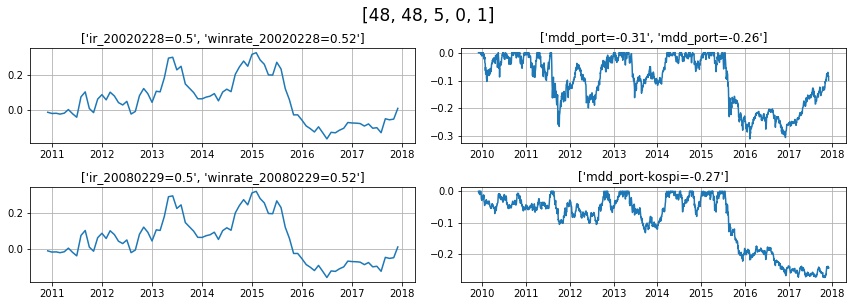 [48, 48, 5, 0, 1]
['ir_20020228=0.5', 'winrate_20020228=0.52']
0.2
0.0
2011 2012 2013 2014 2015 2016 2017 2018
['mdd_port=-0.31', 'mdd_port=-0.26']
0.0
−0.1
−0.2
−0.3
2010 2011 2012 2013 2014 2015 2016 2017 2018
['ir_20080229=0.5', 'winrate_20080229=0.52']
0.2
0.0
2011 2012 2013 2014 2015 2016 2017 2018
['mdd_port-kospi=-0.27']
0.0
−0.1
−0.2
2010 2011 2012 2013 2014 2015 2016 2017 2018